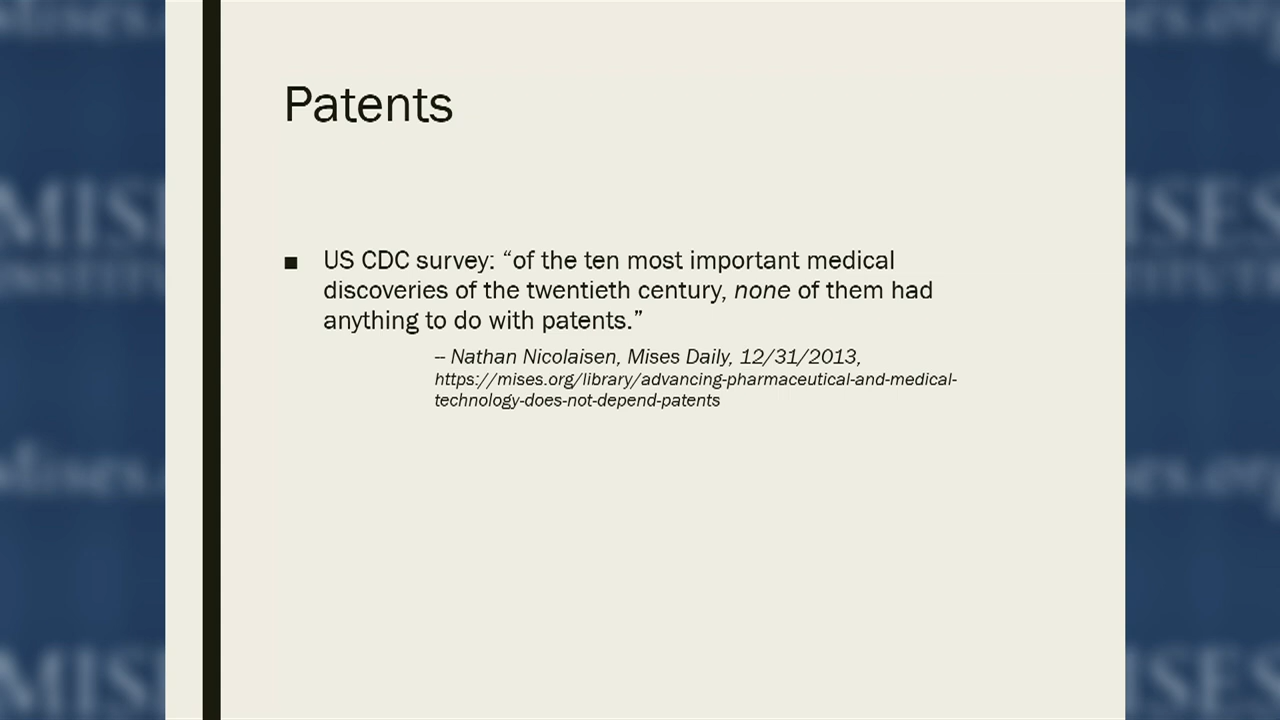 Patents
■ US CDC survey: “of the ten most important medical
discoveries of the twentieth century, none of them had
anything to do with patents.”
-- Nathan Nicolaisen, Mises Daily, 12/31/2013,
https://mises.org/library/advancing-pharmaceutical-and-medical-
technology-does-not-depend-patents